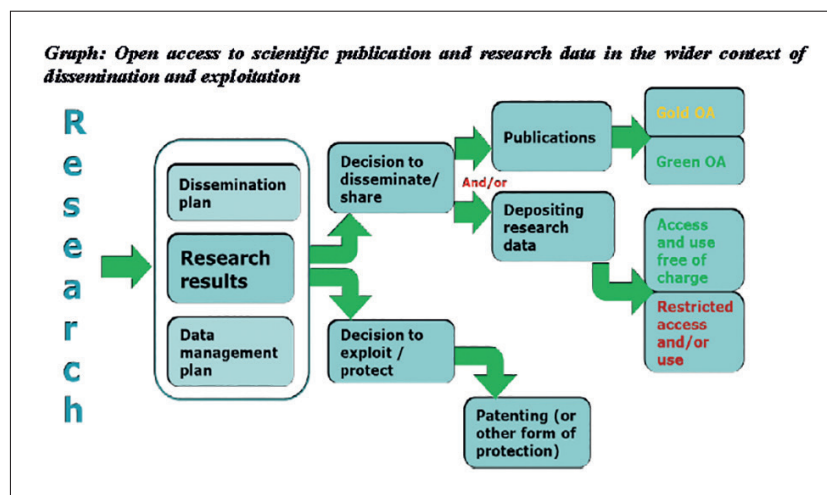 Graph: Open access to scientific publication and research data in the wider context of
dissemination and exploitation
Research
Dissemination
plan
Research
results
Data
management
plan
Decision to
disseminate/
share
And/or
Decision to
exploit /
protect
Publications
Depositing
research
data
Patenting (or
other form of
protection)
Gold OA
Green OA
Access
and use
free of
charge
Restricted
access
and/or
use